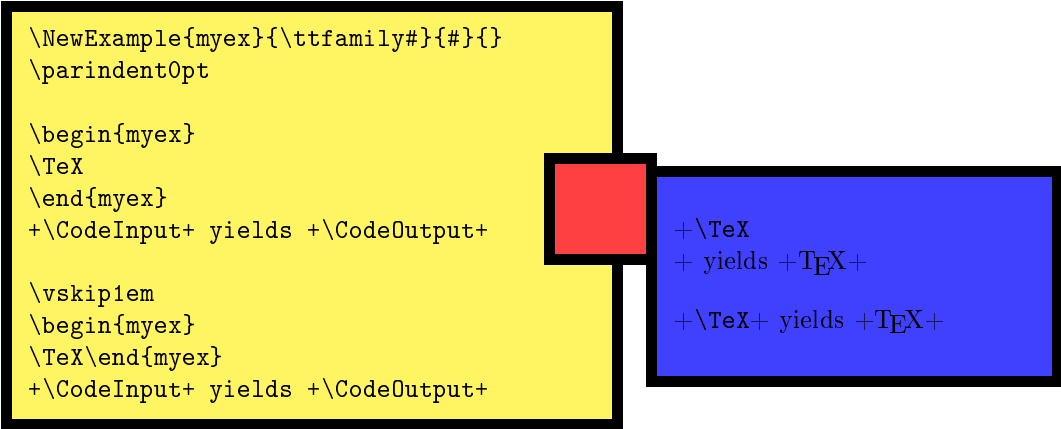 \NewExample{myex}{\ttfamily#}{#}{}
\parindent0pt
\begin{myex}
\TeX
\end{myex}
+\CodeInput+ yields +\CodeOutput+
\vskip1em
\begin{myex}
\TeX\end{myex}
+\CodeInput+ yields +\CodeOutput+
+\TeX
+ yields +TEX+
+\TeX+ yields +TEX+